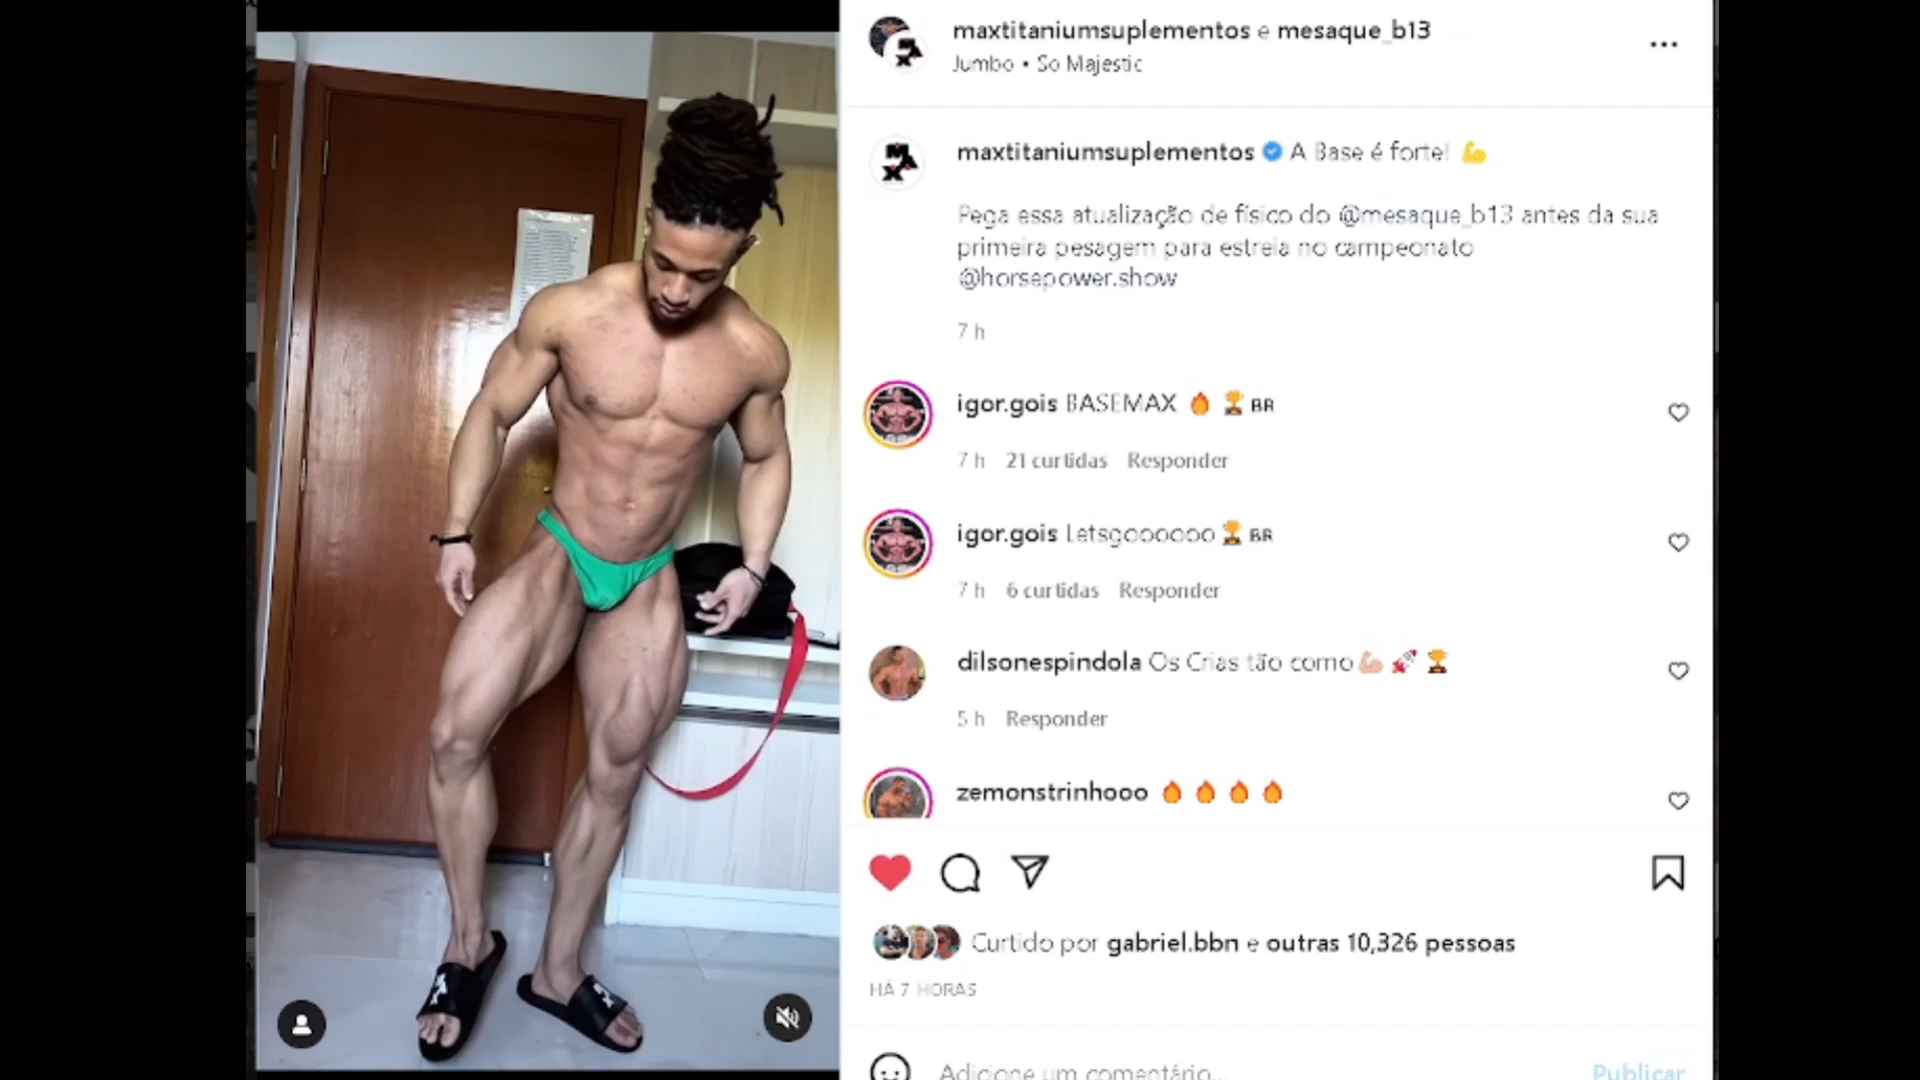 maxtitaniumsuplementos e mesaque_b13
Jumbo • So Majestic
maxtitaniumsuplementos A Base é forte! 💪
Pega essa atualização de físico do @mesaque_b13 antes da sua
primeira pesagem para estreia no campeonato
@horsepower.show
7 h
igor.gois BASEMAX 🔥 🏆 BR
7 h 21 curtidas Responder
igor.gois Letsgoooooo 🏆 BR
7 h 6 curtidas Responder
dilsonespindola Os Crias tão como 💪🏼 🚀 🏆
5 h Responder
zemonstrinhooo 🔥 🔥 🔥 🔥
Curtido por gabriel.bbn e outras 10,326 pessoas
HÁ 7 HORAS
Adicione um comentário...
Publicar